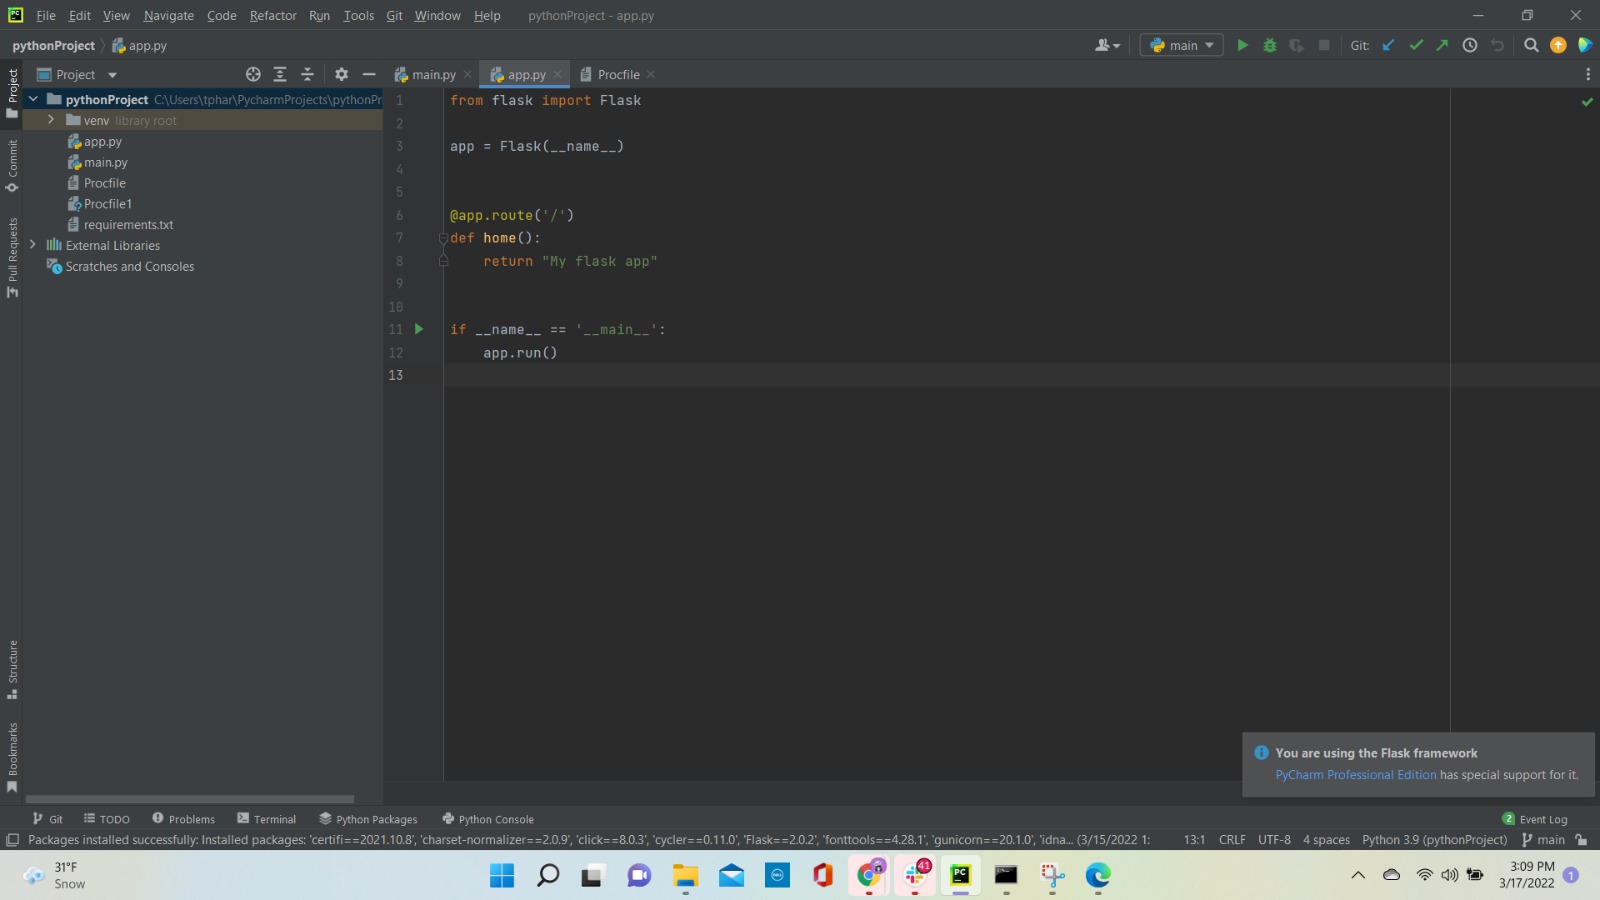 PC File Edit View Navigate Code Refactor Run Tools Git Window Help pythonProject - app.py
pythonProject app.py main Git:
Project main.py app.py Procfile
Project
Commit
Pull Requests
Structure
Bookmarks
pythonProject C:\Users\tphar\PycharmProjects\pythonPr
venv library root
app.py
main.py
Procfile
Procfile1
requirements.txt
External Libraries
Scratches and Consoles
1 from flask import Flask
2
3 app = Flask(__name__)
4
5
6 @app.route('/')
7 def home():
8 return "My flask app"
9
10
11 if __name__ == '__main__':
12 app.run()
13
You are using the Flask framework
PyCharm Professional Edition has special support for it.
Git TODO Problems Terminal Python Packages Python Console 2 Event Log
Packages installed successfully: Installed packages: 'certifi==2021.10.8', 'charset-normalizer==2.0.9', 'click==8.0.3', 'cycler==0.11.0', 'Flask==2.0.2', 'fonttools==4.28.1', 'gunicorn==20.1.0', 'idna... (3/15/2022 1: 13:1 CRLF UTF-8 4 spaces Python 3.9 (pythonProject) main
31°F
Snow
DELL
41
PC
3:09 PM
3/17/2022
1